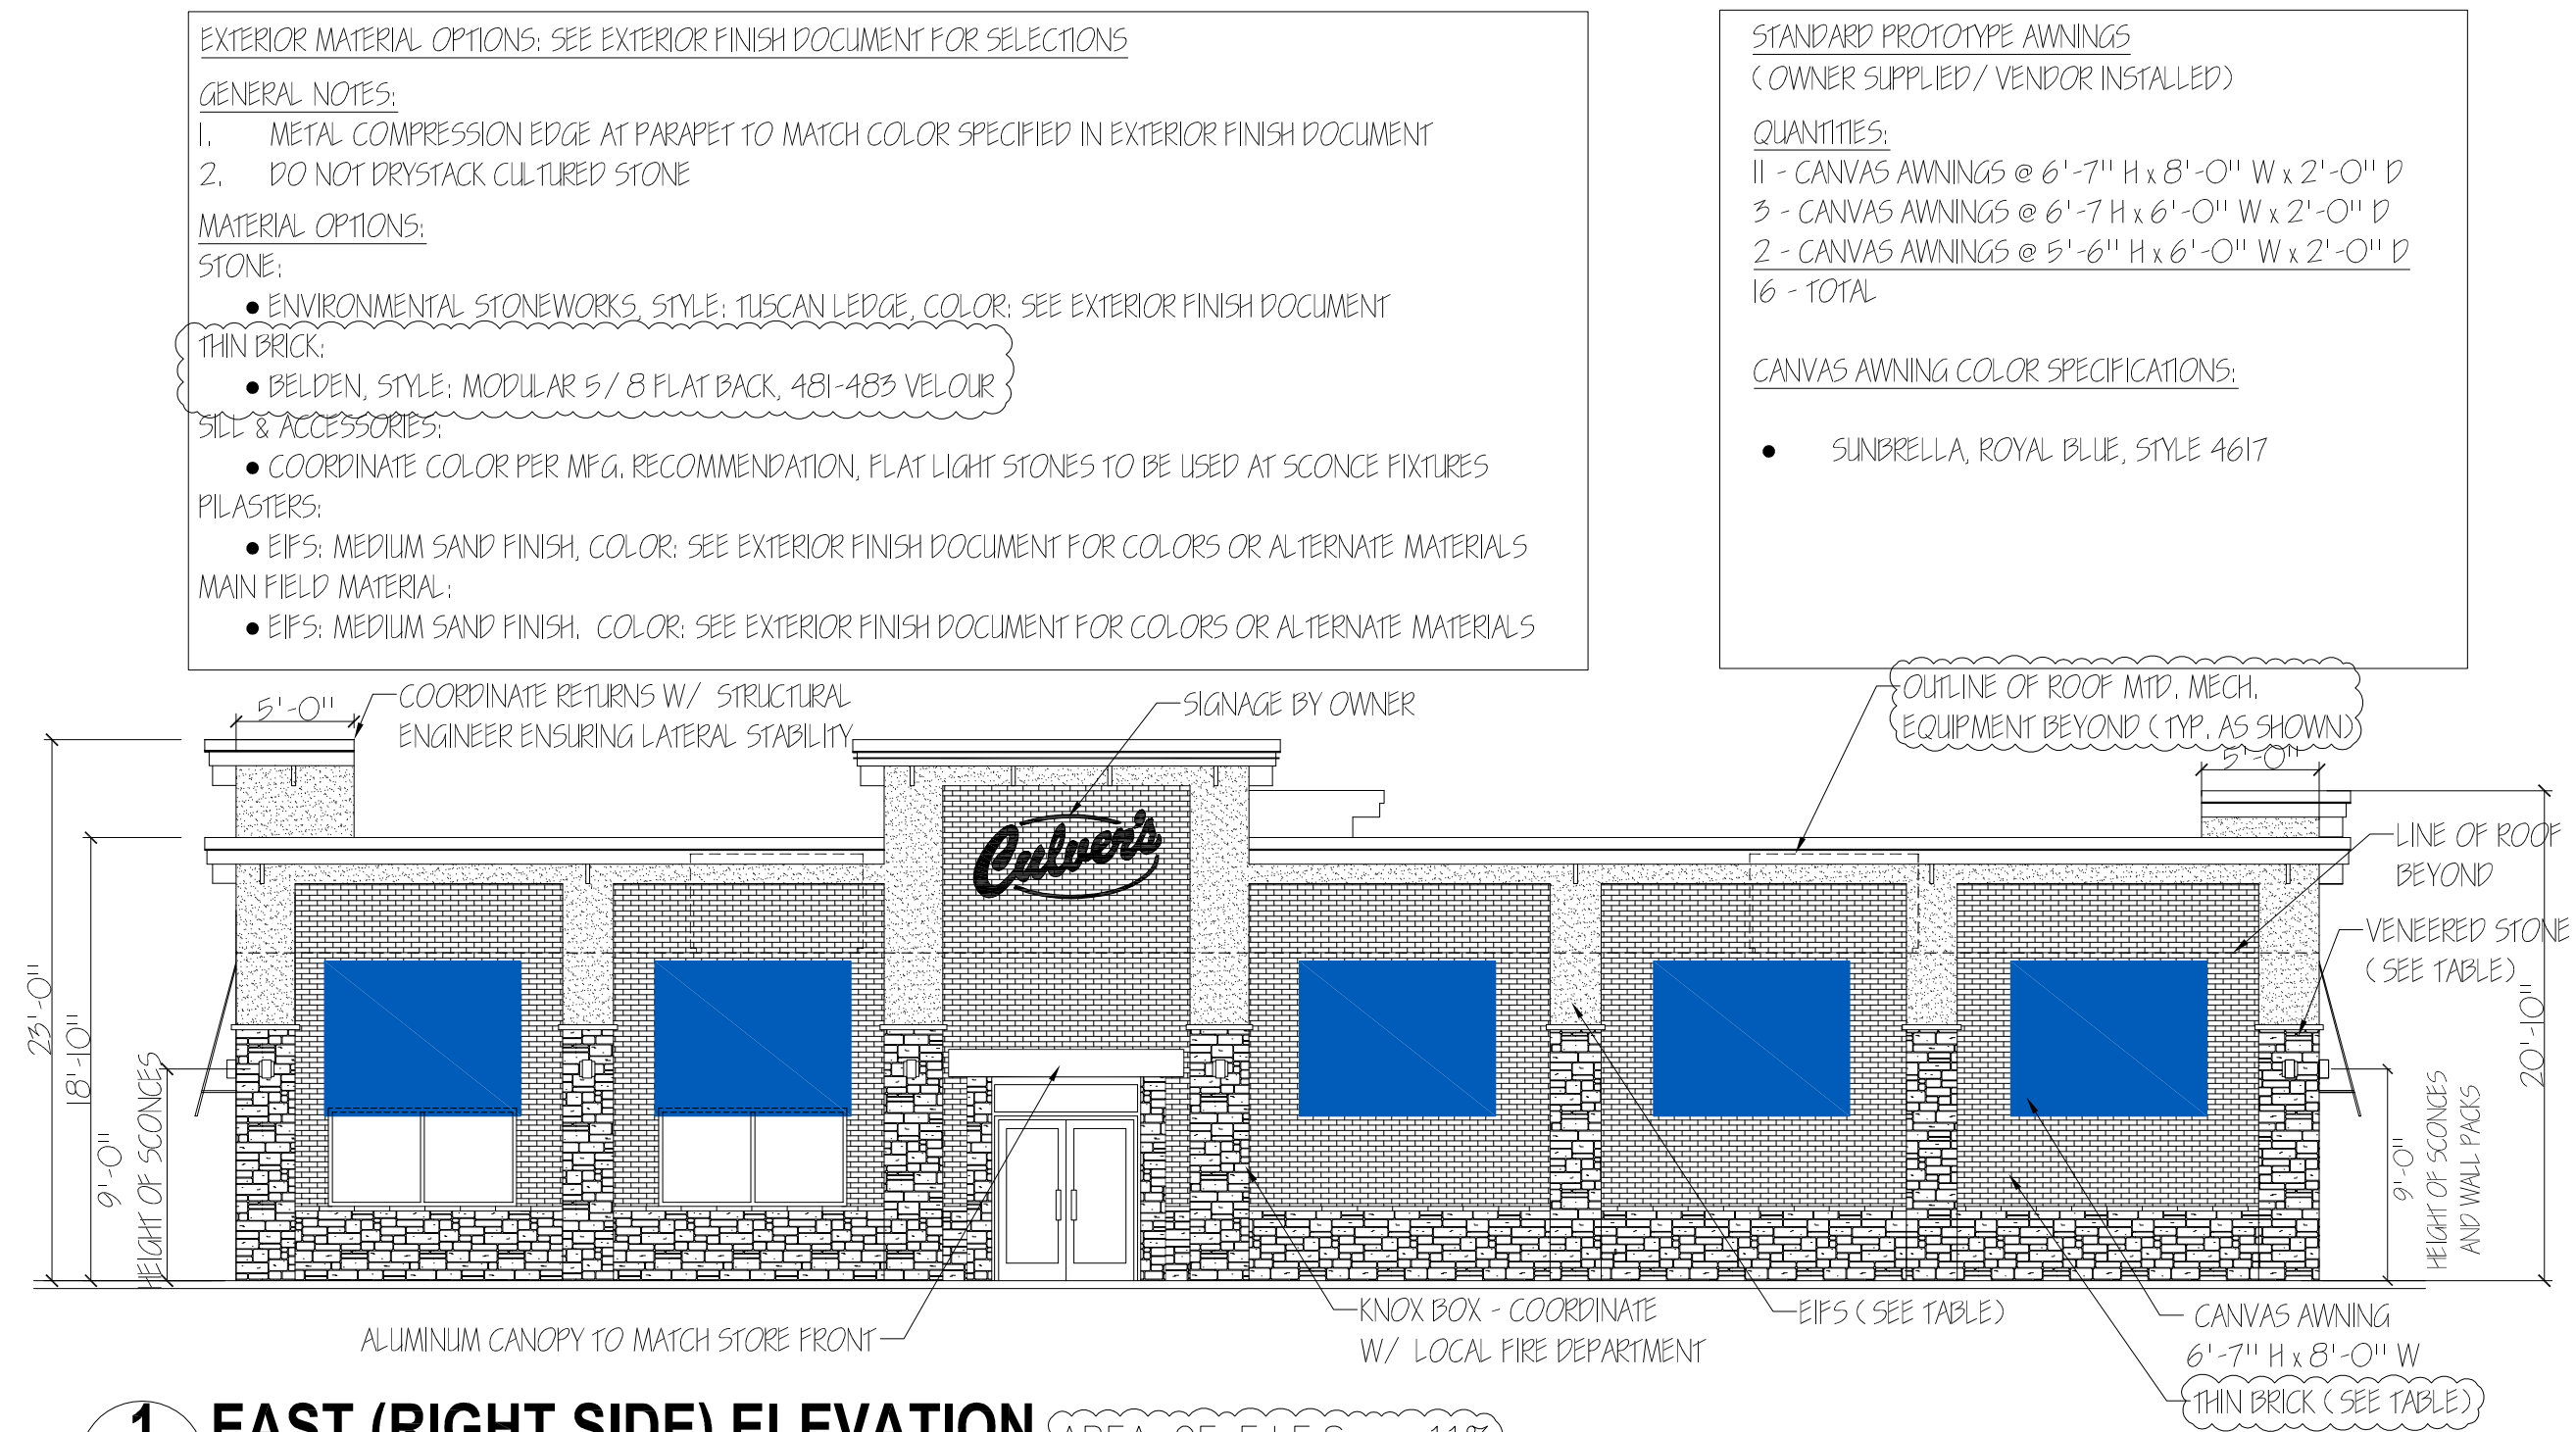 EXTERIOR MATERIAL OPTIONS: SEE EXTERIOR FINISH DOCUMENT FOR SELECTIONS
GENERAL NOTES:
1. METAL COMPRESSION EDGE AT PARAPET TO MATCH COLOR SPECIFIED IN EXTERIOR FINISH DOCUMENT
2. DO NOT DRYSTACK CULTURED STONE
MATERIAL OPTIONS:
STONE:
● ENVIRONMENTAL STONEWORKS, STYLE: TUSCAN LEDGE, COLOR: SEE EXTERIOR FINISH DOCUMENT
THIN BRICK:
● BELDEN, STYLE: MODULAR 5/8 FLAT BACK, 481-483 VELOUR
SILL & ACCESSORIES:
● COORDINATE COLOR PER MFG. RECOMMENDATION, FLAT LIGHT STONES TO BE USED AT SCONCE FIXTURES
PILASTERS:
● EIFS: MEDIUM SAND FINISH, COLOR: SEE EXTERIOR FINISH DOCUMENT FOR COLORS OR ALTERNATE MATERIALS
MAIN FIELD MATERIAL:
● EIFS: MEDIUM SAND FINISH. COLOR: SEE EXTERIOR FINISH DOCUMENT FOR COLORS OR ALTERNATE MATERIALS
STANDARD PROTOTYPE AWNINGS
(OWNER SUPPLIED/ VENDOR INSTALLED)
QUANTITIES:
11 - CANVAS AWNINGS @ 6'-7" H x 8'-0" W x 2'-0" D
3 - CANVAS AWNINGS @ 6'-7 H x 6'-0" W x 2'-0" D
2 - CANVAS AWNINGS @ 5'-6" H x 6'-0" W x 2'-0" D
16 - TOTAL
CANVAS AWNING COLOR SPECIFICATIONS:
● SUNBRELLA, ROYAL BLUE, STYLE 4617
5'-0"
COORDINATE RETURNS W/ STRUCTURAL
ENGINEER ENSURING LATERAL STABILITY
SIGNAGE BY OWNER
OUTLINE OF ROOF MTD. MECH.
EQUIPMENT BEYOND (TYP. AS SHOWN)
5'-0"
Culver's
LINE OF ROOF
BEYOND
VENEERED STONE
(SEE TABLE)
23'-0"
18'-10"
9'-0"
HEIGHT OF SCONCES
20'-10"
9'-0"
HEIGHT OF SCONCES
AND WALL PACKS
KNOX BOX - COORDINATE
W/ LOCAL FIRE DEPARTMENT
EIFS (SEE TABLE)
CANVAS AWNING
6'-7" H x 8'-0" W
THIN BRICK (SEE TABLE)
ALUMINUM CANOPY TO MATCH STORE FRONT
1 EAST (RIGHT SIDE) ELEVATION
AREA OF E.I.F.S. 11%